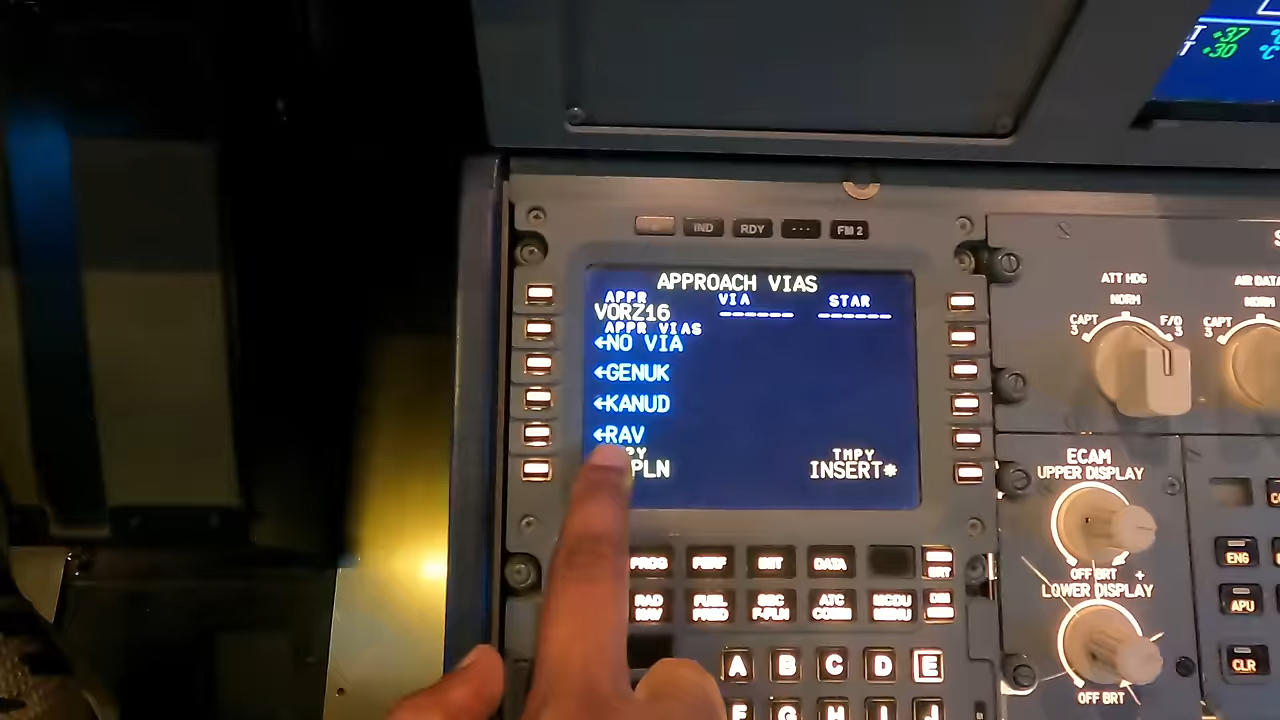 T +37 °C
T +30 °C
IND RDY ... FM 2
APPROACH VIAS
APPR VIA STAR
VORZ16 ------ ------
APPR VIAS
←NO VIA
←GENUK
←KANUD
←RAV
TMPY
PLN INSERT*
ATT HDG
NORM
CAPT 3 F/O 3
AIR DATA
NORM
CAPT 3
ECAM
UPPER DISPLAY
OFF BRT
LOWER DISPLAY
OFF BRT
PROG PERF INIT DATA BRT
RAD NAV FUEL PRED SEC F-PLN ATC COMM MCDU MENU DIM
A B C D E
F G H I J
ENG
APU
CLR